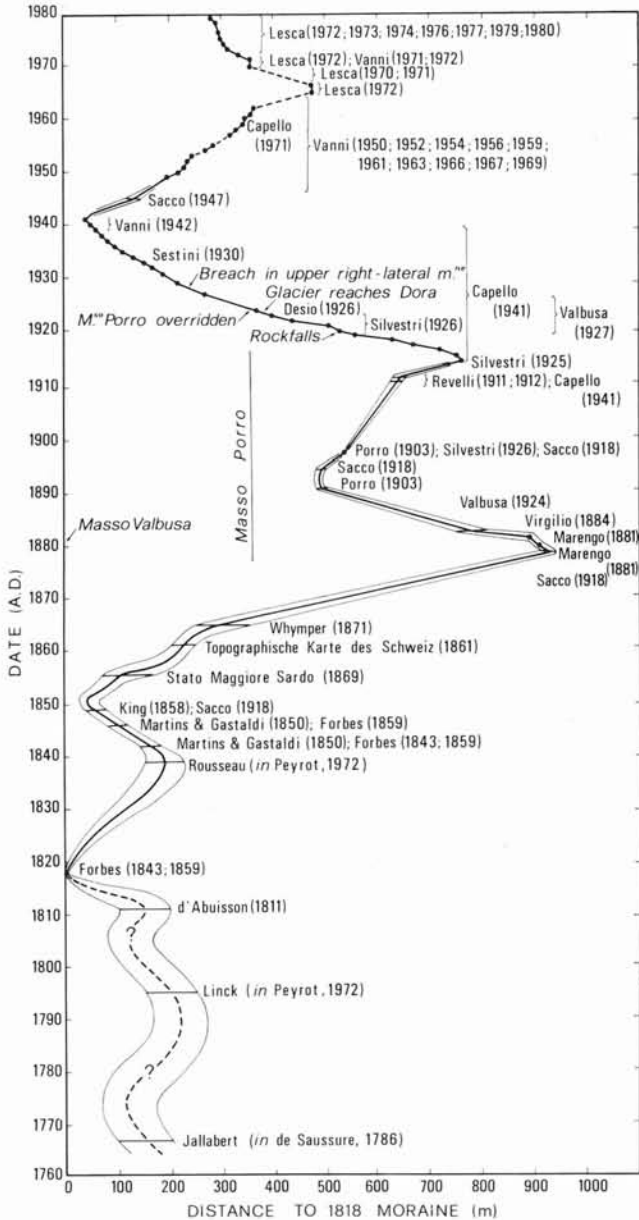 1980
Lesca (1972; 1973; 1974; 1976; 1977; 1979; 1980)
1970
Lesca (1972); Vanni (1971; 1972)
Lesca (1970; 1971)
Lesca (1972)
1960
Capello
(1971)
Vanni (1950; 1952; 1954; 1956; 1959;
1961; 1963; 1966; 1967; 1969)
1950
Sacco (1947)
1940
Vanni (1942)
Sestini (1930)
1930
Breach in upper right-lateral m.ne
Glacier reaches Dora
M.so Porro overridden
Desio (1926)
Capello
(1941)
Valbusa
(1927)
1920
Silvestri (1926)
Rockfalls
Silvestri (1925)
1910
Revelli (1911; 1912); Capello
(1941)
Masso Porro
1900
Porro (1903); Silvestri (1926); Sacco (1918)
Sacco (1918)
1890
Porro (1903)
Valbusa (1924)
Virgilio (1884)
Masso Valbusa
Marengo (1881)
1880
Marengo
(1881)
Sacco (1918)
1870
Whymper (1871)
Topographische Karte des Schweiz (1861)
1860
Stato Maggiore Sardo (1869)
1850
King (1858); Sacco (1918)
Martins & Gastaldi (1850); Forbes (1859)
Martins & Gastaldi (1850); Forbes (1843; 1859)
1840
Rousseau (in Peyrot, 1972)
1830
1820
Forbes (1843; 1859)
1810
d'Abuisson (1811)
?
1800
Linck (in Peyrot, 1972)
1790
1780
?
1770
Jallabert (in de Saussure, 1786)
1760
DATE (A.D.)
0 100 200 300 400 500 600 700 800 900 1000
DISTANCE TO 1818 MORAINE (m)